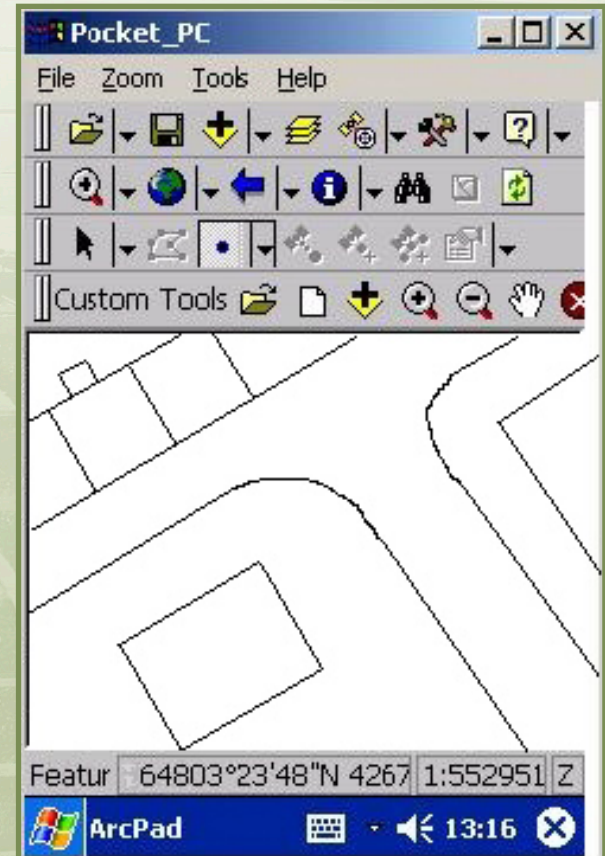 Pocket_PC
File Zoom Tools Help
Custom Tools
Featur 64803°23'48"N 4267 1:552951 Z
ArcPad 13:16